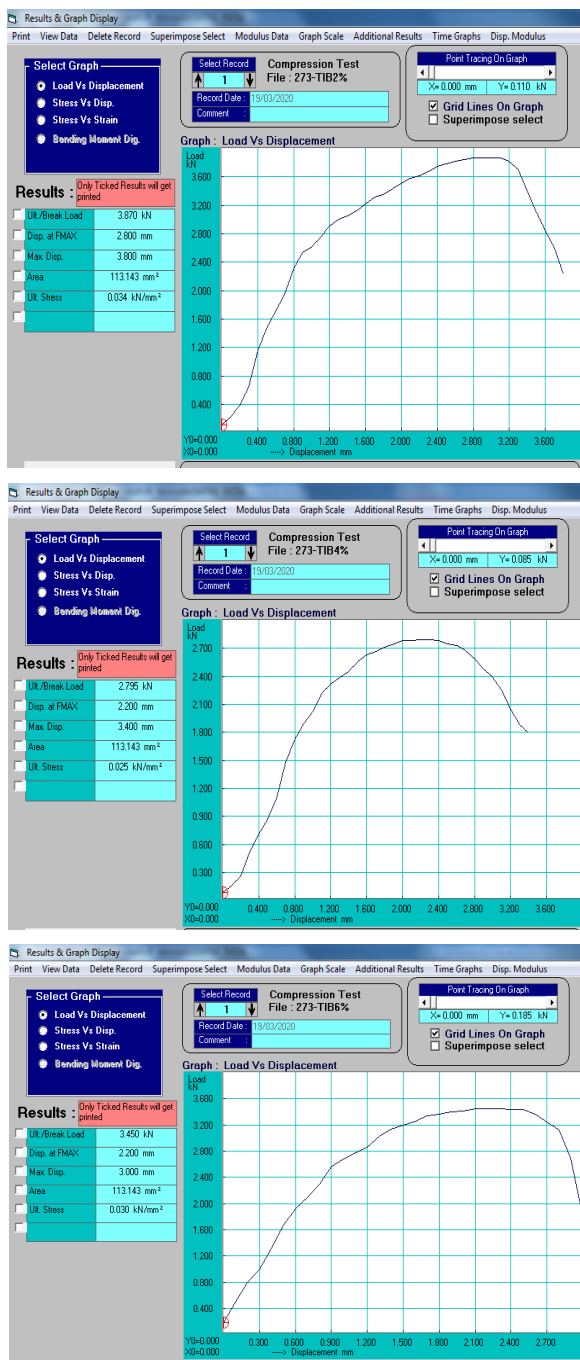 Results & Graph Display
Print View Data Delete Record Superimpose Select Modulus Data Graph Scale Additional Results Time Graphs Disp. Modulus
Select Graph
Load Vs Displacement
Stress Vs Disp.
Stress Vs Strain
Bending Moment Dig.
Select Record
1
Compression Test
File : 273-TIB2%
Record Date : 19/03/2020
Comment :
Point Tracing On Graph
X= 0.000 mm Y= 0.110 kN
Grid Lines On Graph
Superimpose select
Results :
Only Ticked Results will get
printed
Ult./Break Load 3.870 kN
Disp. at FMAX 2.800 mm
Max. Disp. 3.800 mm
Area 113.143 mm²
Ult. Stress 0.034 kN/mm²
Graph : Load Vs Displacement
Load
kN
3.600
3.200
2.800
2.400
2.000
1.600
1.200
0.800
0.400
Y0=0.000
X0=0.000
0.400 0.800 1.200 1.600 2.000 2.400 2.800 3.200 3.600
----> Displacement mm
Results & Graph Display
Print View Data Delete Record Superimpose Select Modulus Data Graph Scale Additional Results Time Graphs Disp. Modulus
Select Graph
Load Vs Displacement
Stress Vs Disp.
Stress Vs Strain
Bending Moment Dig.
Select Record
1
Compression Test
File : 273-TIB4%
Record Date : 19/03/2020
Comment :
Point Tracing On Graph
X= 0.000 mm Y= 0.085 kN
Grid Lines On Graph
Superimpose select
Results :
Only Ticked Results will get
printed
Ult./Break Load 2.795 kN
Disp. at FMAX 2.200 mm
Max. Disp. 3.400 mm
Area 113.143 mm²
Ult. Stress 0.025 kN/mm²
Graph : Load Vs Displacement
Load
kN
2.700
2.400
2.100
1.800
1.500
1.200
0.900
0.600
0.300
Y0=0.000
X0=0.000
0.400 0.800 1.200 1.600 2.000 2.400 2.800 3.200 3.600
----> Displacement mm
Results & Graph Display
Print View Data Delete Record Superimpose Select Modulus Data Graph Scale Additional Results Time Graphs Disp. Modulus
Select Graph
Load Vs Displacement
Stress Vs Disp.
Stress Vs Strain
Bending Moment Dig.
Select Record
1
Compression Test
File : 273-TIB6%
Record Date : 19/03/2020
Comment :
Point Tracing On Graph
X= 0.000 mm Y= 0.185 kN
Grid Lines On Graph
Superimpose select
Results :
Only Ticked Results will get
printed
Ult./Break Load 3.450 kN
Disp. at FMAX 2.200 mm
Max. Disp. 3.000 mm
Area 113.143 mm²
Ult. Stress 0.030 kN/mm²
Graph : Load Vs Displacement
Load
kN
3.600
3.200
2.800
2.400
2.000
1.600
1.200
0.800
0.400
Y0=0.000
X0=0.000
0.300 0.600 0.900 1.200 1.500 1.800 2.100 2.400 2.700
----> Displacement mm